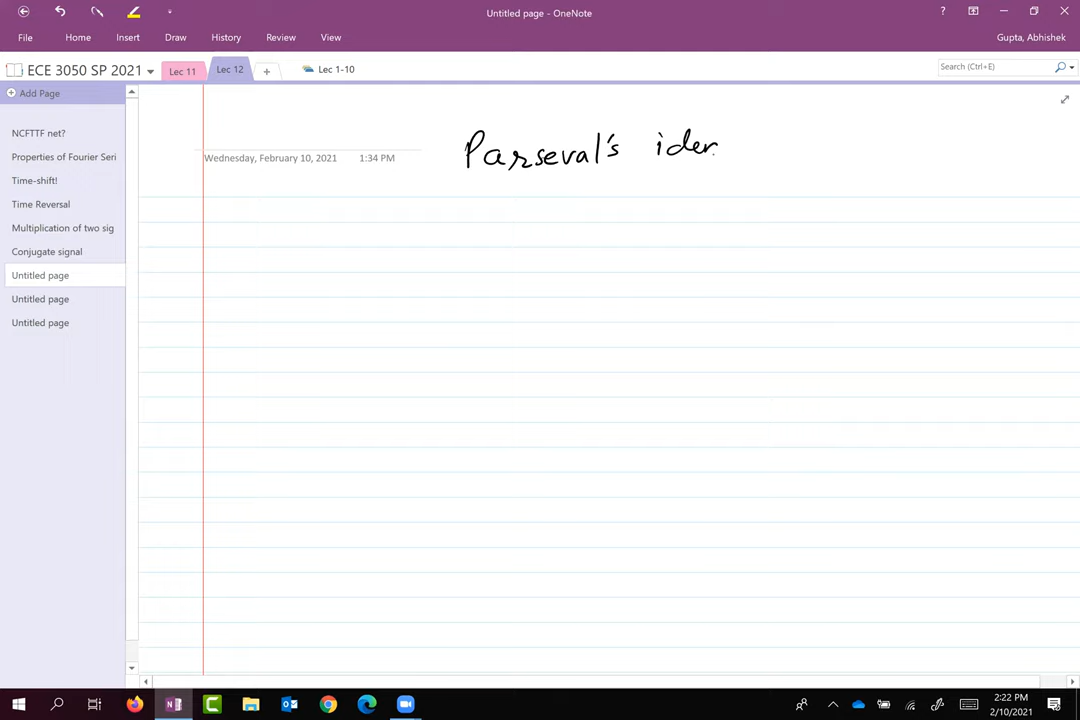 Untitled page - OneNote
?
File
Home
Insert
Draw
History
Review
View
Gupta, Abhishek
ECE 3050 SP 2021
Lec 11
Lec 12
+
Lec 1-10
Search (Ctrl+E)
+ Add Page
NCFTTF net?
Properties of Fourier Seri
Time-shift!
Time Reversal
Multiplication of two sig
Conjugate signal
Untitled page
Untitled page
Untitled page
Wednesday, February 10, 2021
1:34 PM
Parseval's iden
2:22 PM
2/10/2021